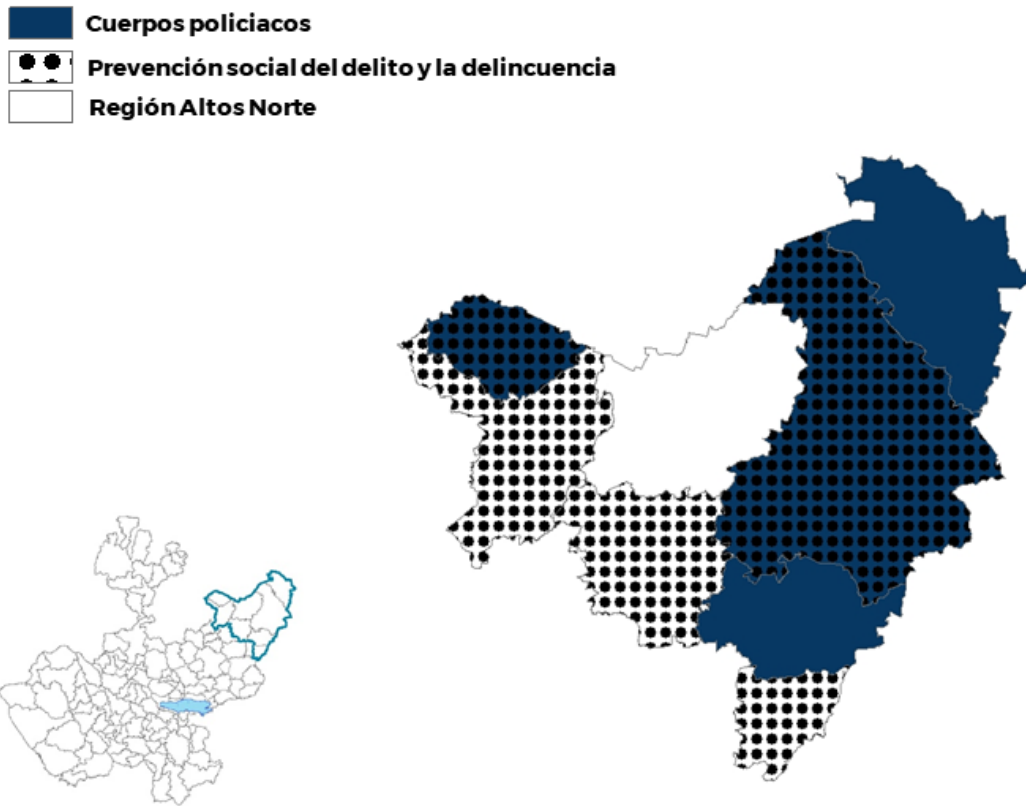 Cuerpos policiacos
Prevención social del delito y la delincuencia
Región Altos Norte